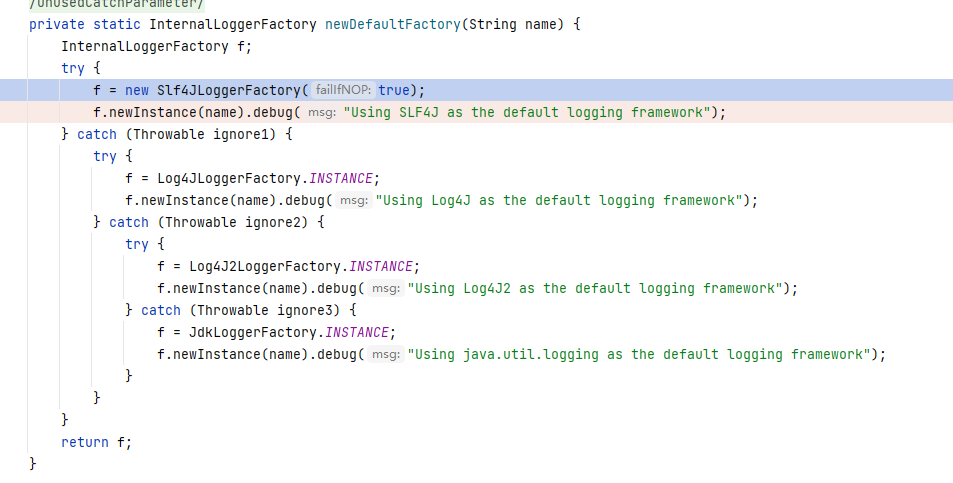 /UnusedCatchParameter/
private static InternalLoggerFactory newDefaultFactory(String name) {
InternalLoggerFactory f;
try {
f = new Slf4JLoggerFactory( failIfNOP: true);
f.newInstance(name).debug( msg: "Using SLF4J as the default logging framework");
} catch (Throwable ignore1) {
try {
f = Log4JLoggerFactory.INSTANCE;
f.newInstance(name).debug( msg: "Using Log4J as the default logging framework");
} catch (Throwable ignore2) {
try {
f = Log4J2LoggerFactory.INSTANCE;
f.newInstance(name).debug( msg: "Using Log4J2 as the default logging framework");
} catch (Throwable ignore3) {
f = JdkLoggerFactory.INSTANCE;
f.newInstance(name).debug( msg: "Using java.util.logging as the default logging framework");
}
}
}
return f;
}